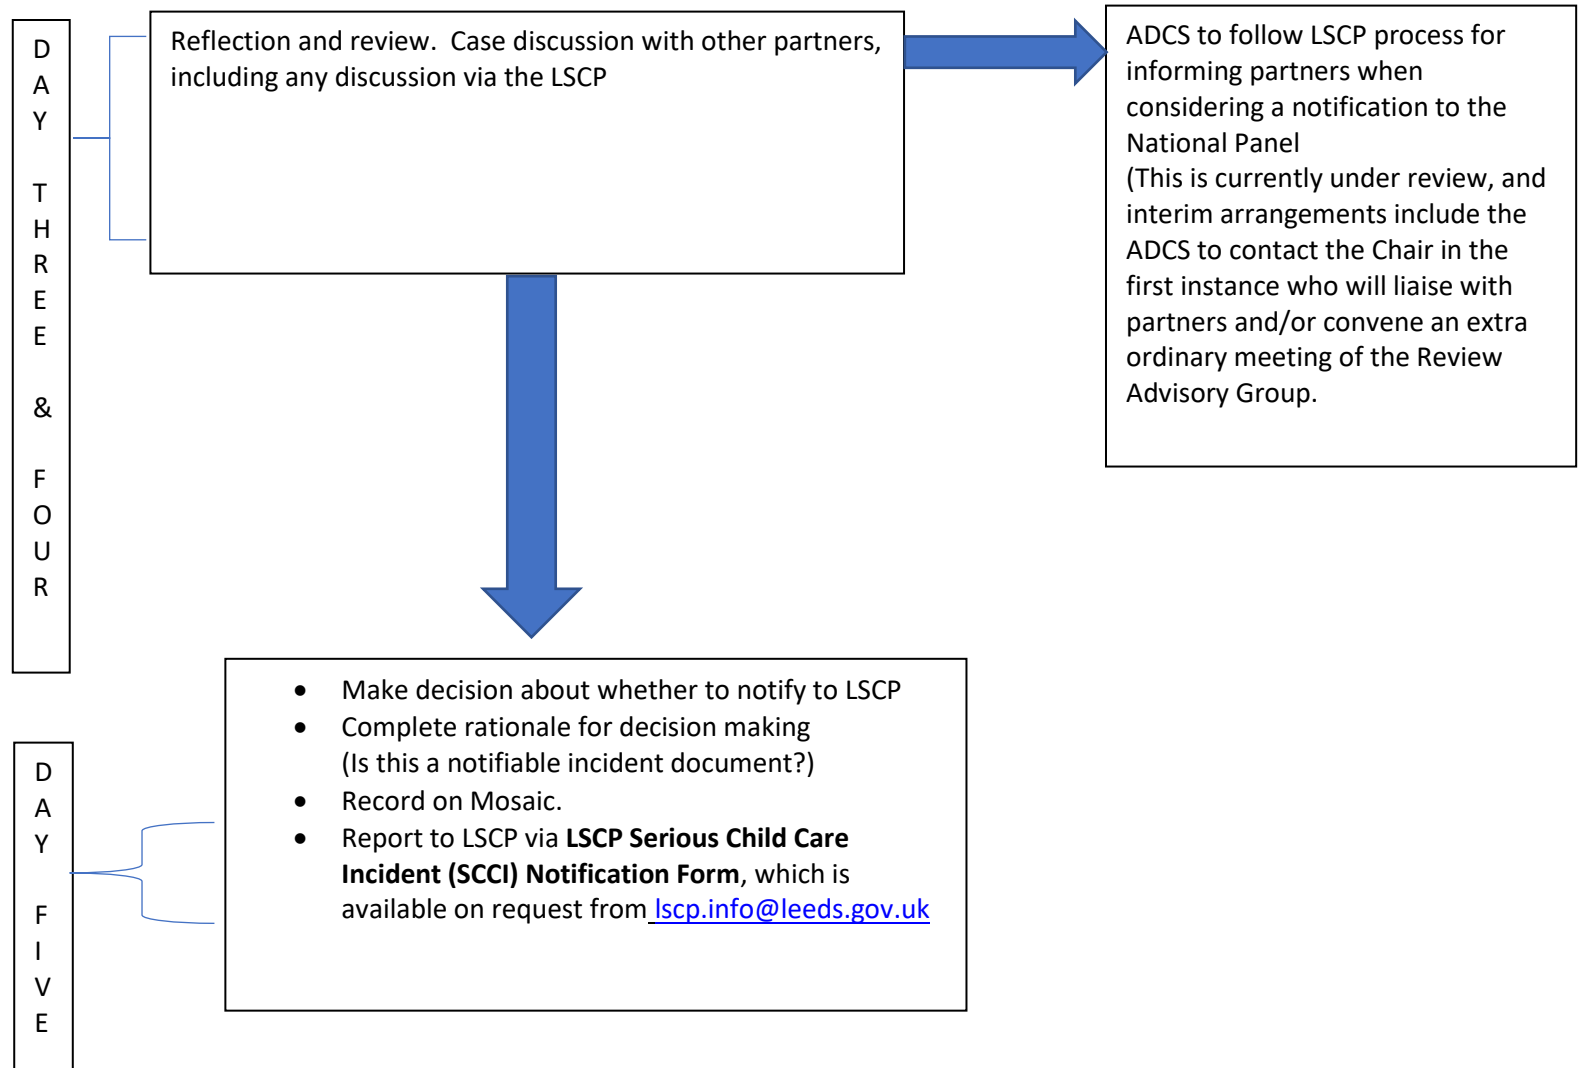 D
A
Y
T
H
R
E
E
&
F
O
U
R
Reflection and review.  Case discussion with other partners,
including any discussion via the LSCP
ADCS to follow LSCP process for
informing partners when
considering a notification to the
National Panel
(This is currently under review, and
interim arrangements include the
ADCS to contact the Chair in the
first instance who will liaise with
partners and/or convene an extra
ordinary meeting of the Review
Advisory Group.
D
A
Y
F
I
V
E
• Make decision about whether to notify to LSCP
• Complete rationale for decision making
(Is this a notifiable incident document?)
• Record on Mosaic.
• Report to LSCP via LSCP Serious Child Care
Incident (SCCI) Notification Form, which is
available on request from lscp.info@leeds.gov.uk